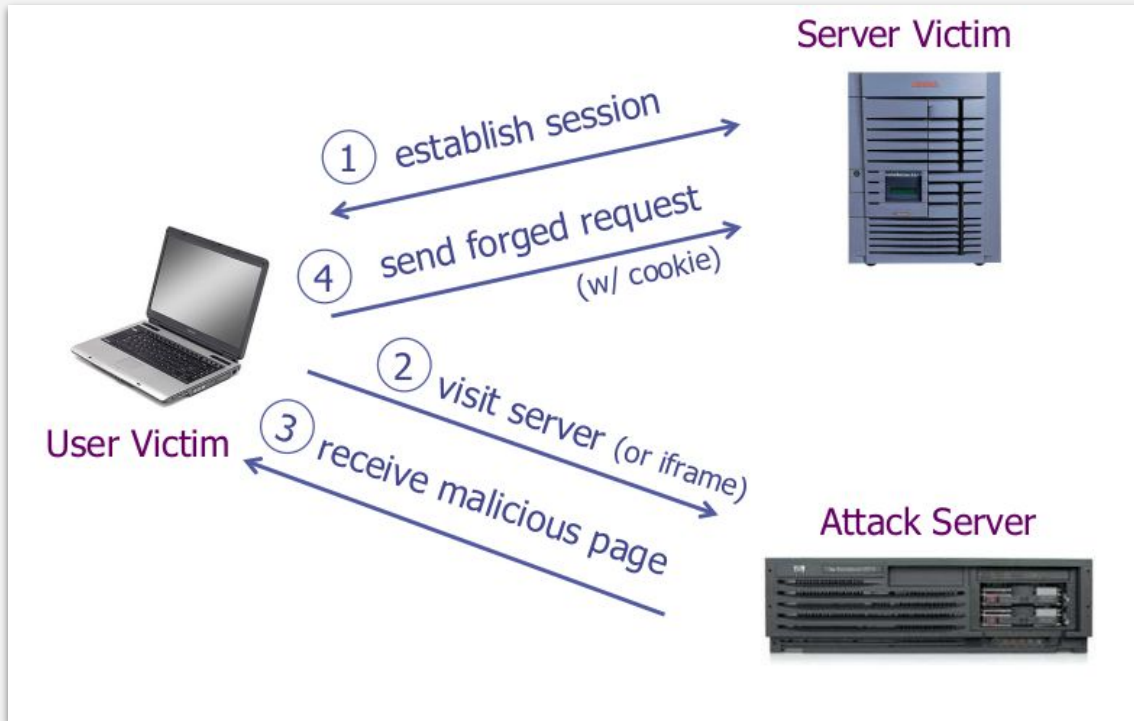 Server Victim
① establish session
④ send forged request
(w/ cookie)
② visit server (or iframe)
User Victim
③ receive malicious page
Attack Server